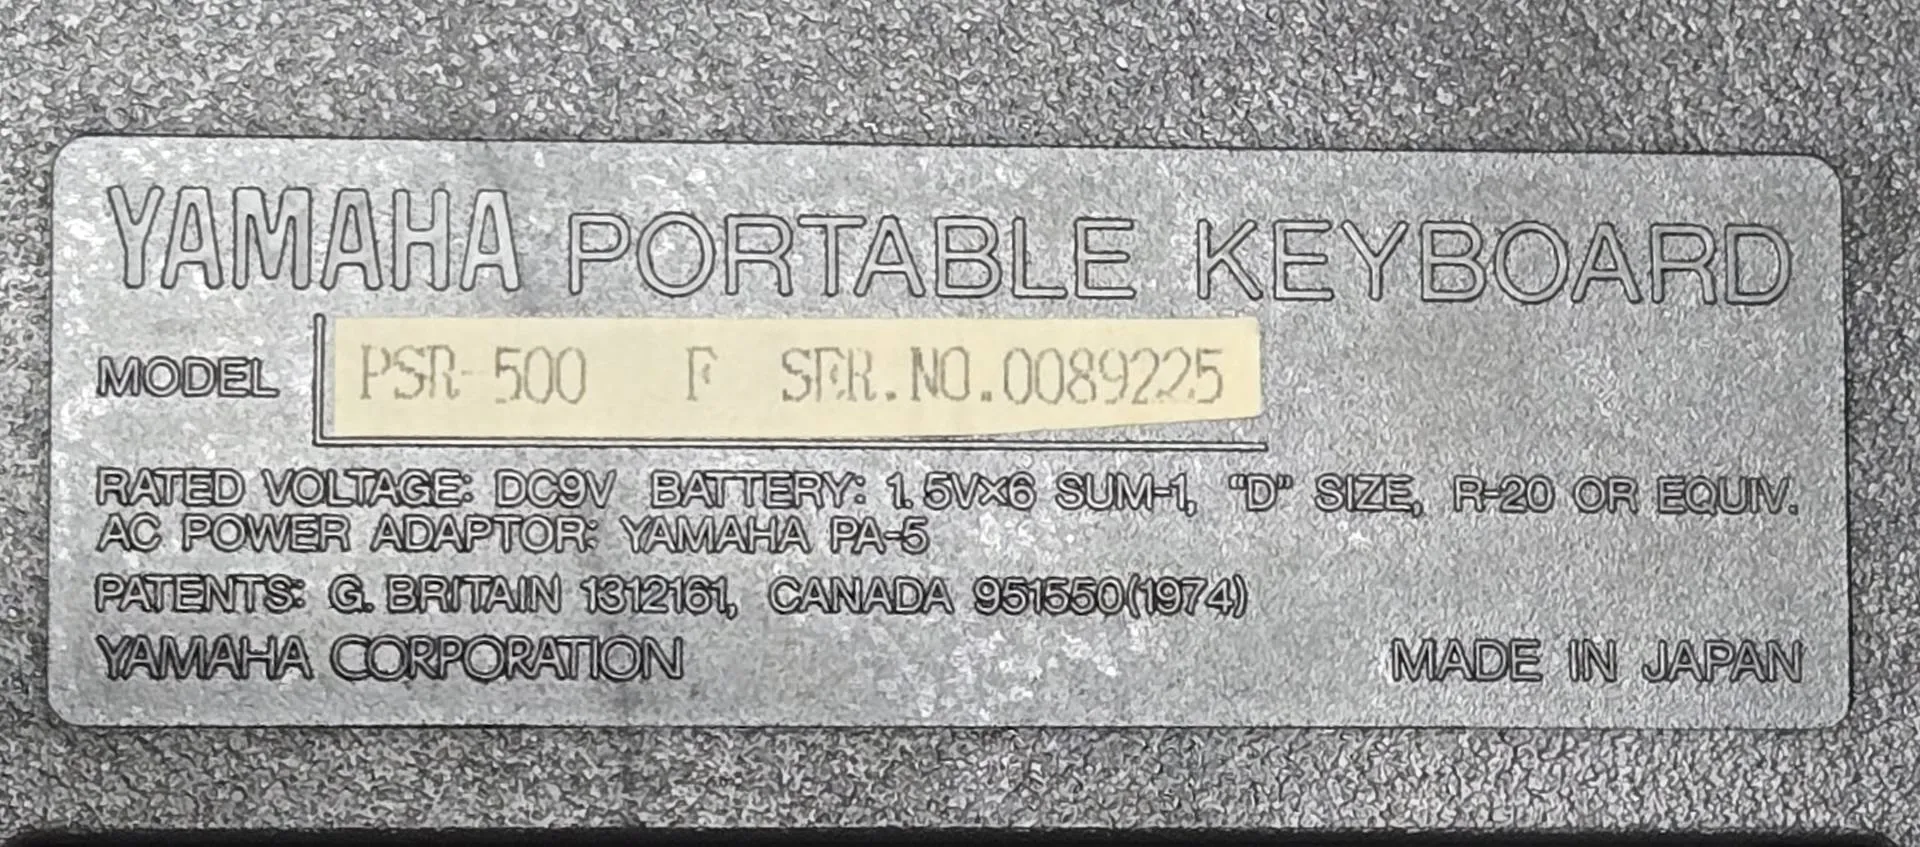 YAMAHA PORTABLE KEYBOARD
MODEL PSR-500 F SER.NO.0089225
RATED VOLTAGE: DC9V BATTERY: 1.5V×6 SUM-1, "D" SIZE, R-20 OR EQUIV.
AC POWER ADAPTOR: YAMAHA PA-5
PATENTS: G. BRITAIN 1312161, CANADA 951550(1974)
YAMAHA CORPORATION MADE IN JAPAN